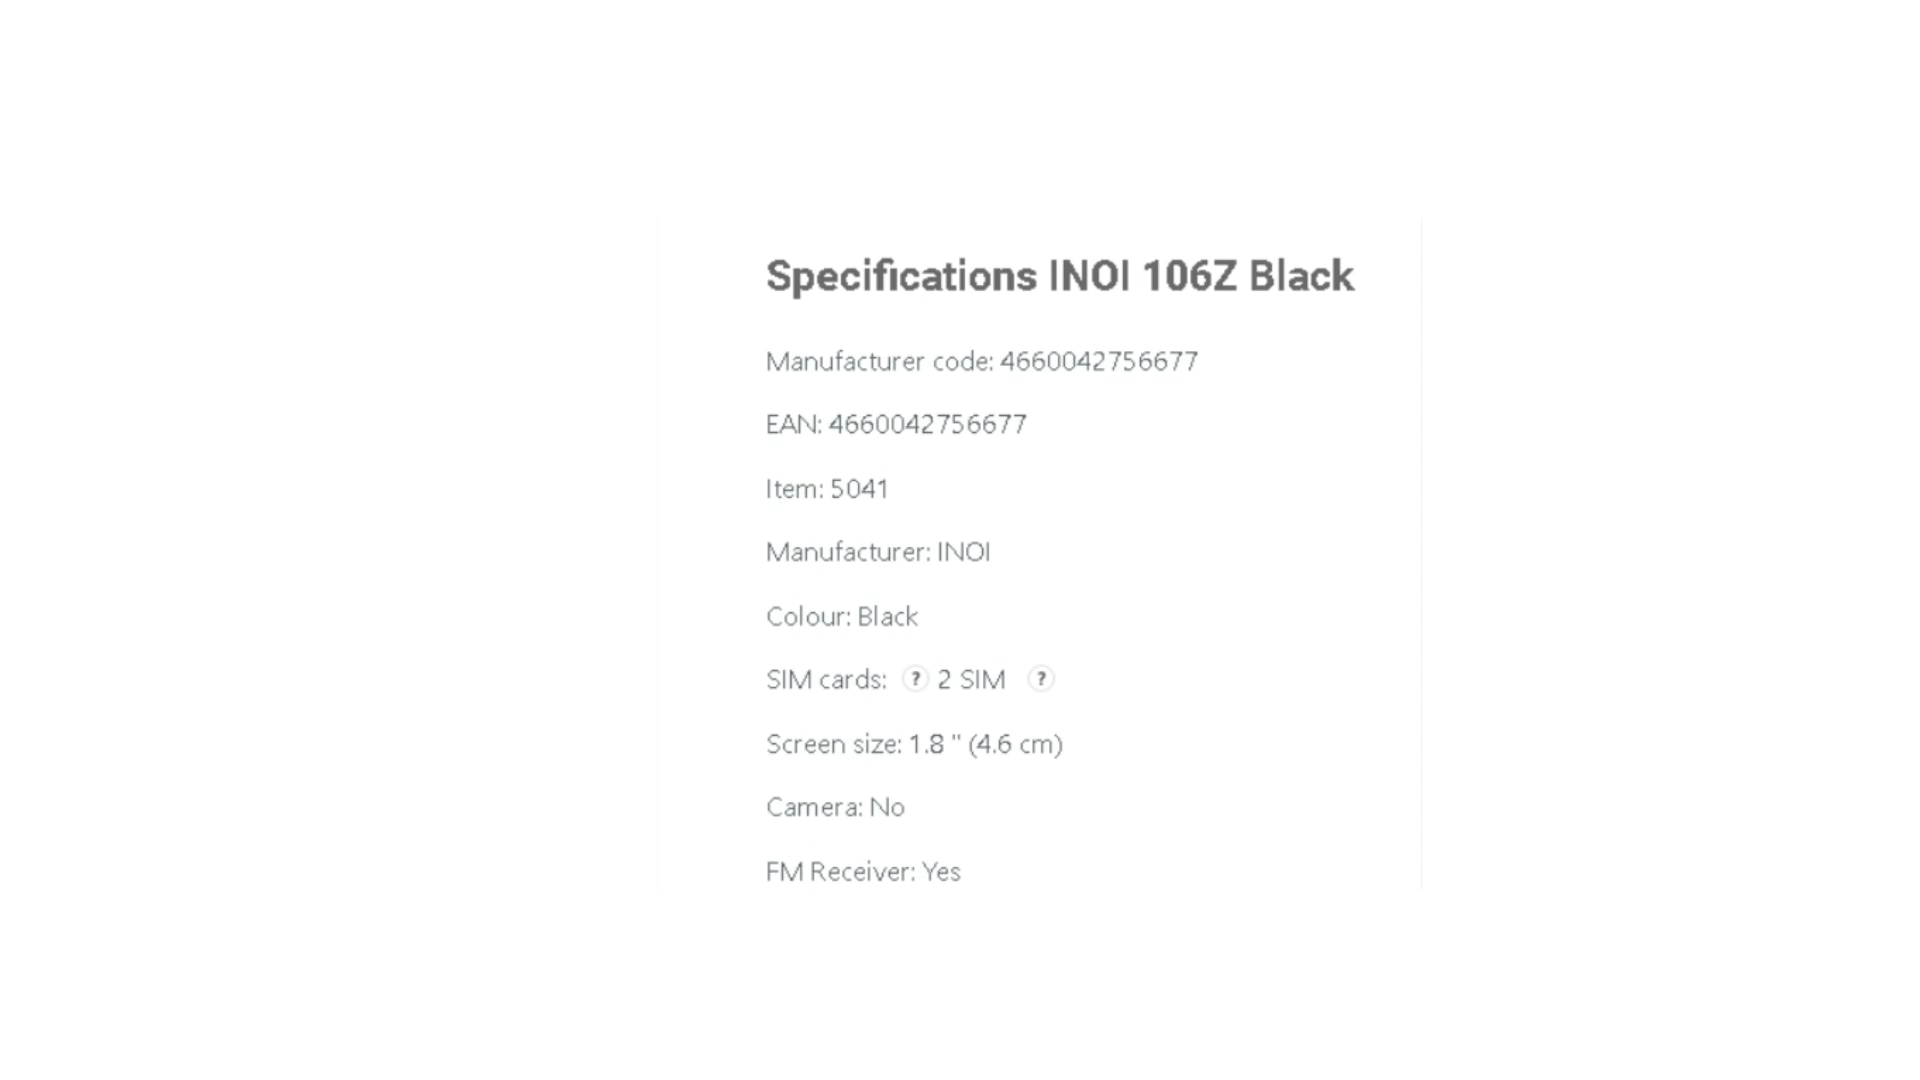 Specifications INOI 106Z Black
Manufacturer code: 4660042756677
EAN: 4660042756677
Item: 5041
Manufacturer: INOI
Colour: Black
SIM cards: ? 2 SIM ?
Screen size: 1.8 " (4.6 cm)
Camera: No
FM Receiver: Yes